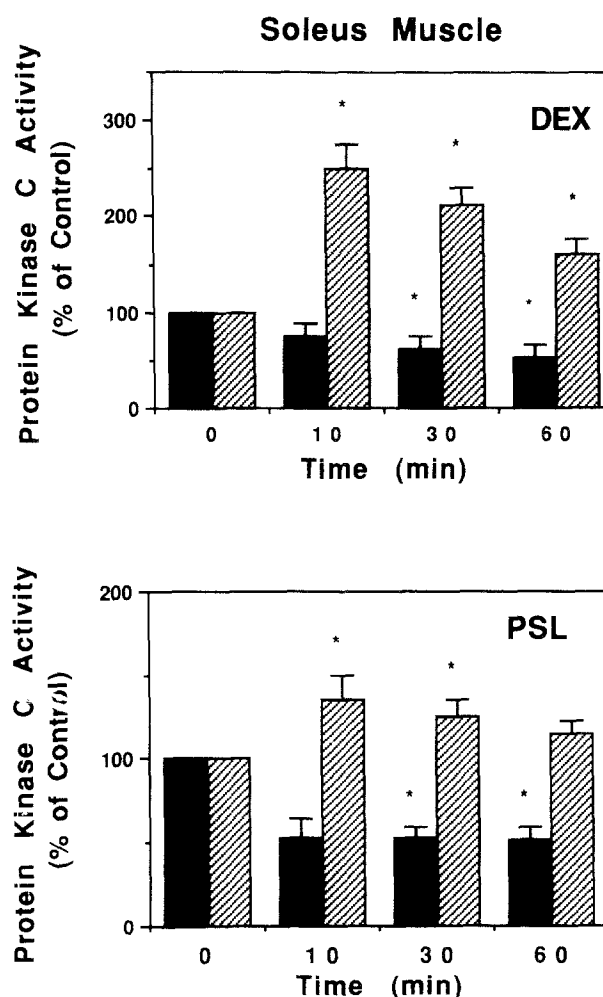 Soleus Muscle
Protein Kinase C Activity
(% of Control)
DEX
300
200
100
0
* * * * *
0 10 30 60
Time (min)
Protein Kinase C Activity
(% of Control)
PSL
200
100
0
* * * *
0 10 30 60
Time (min)